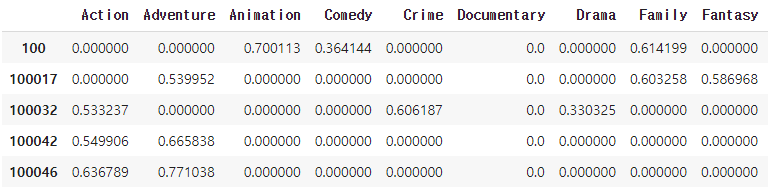 Action Adventure Animation Comedy Crime Documentary Drama Family Fantasy
100 0.000000 0.000000 0.700113 0.364144 0.000000 0.0 0.000000 0.614199 0.000000
100017 0.000000 0.539952 0.000000 0.000000 0.000000 0.0 0.000000 0.603258 0.586968
100032 0.533237 0.000000 0.000000 0.000000 0.606187 0.0 0.330325 0.000000 0.000000
100042 0.549906 0.665838 0.000000 0.000000 0.000000 0.0 0.000000 0.000000 0.000000
100046 0.636789 0.771038 0.000000 0.000000 0.000000 0.0 0.000000 0.000000 0.000000